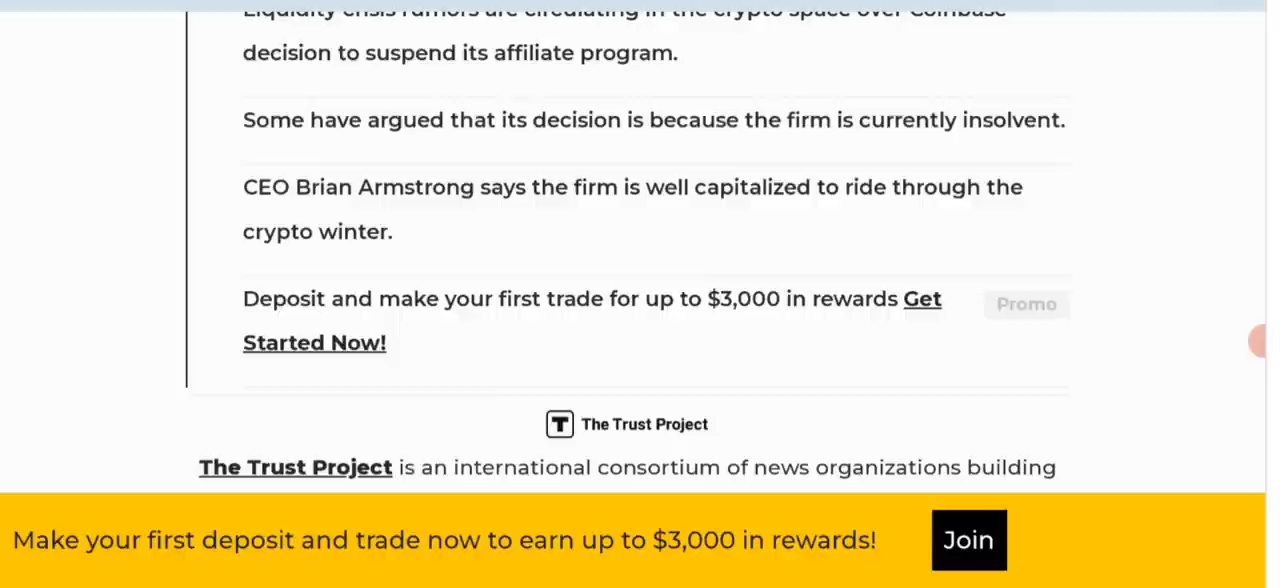 Liquidity crisis rumors are circulating in the crypto space over Coinbase
decision to suspend its affiliate program.
Some have argued that its decision is because the firm is currently insolvent.
CEO Brian Armstrong says the firm is well capitalized to ride through the
crypto winter.
Deposit and make your first trade for up to $3,000 in rewards Get
Started Now!
Promo
The Trust Project
The Trust Project is an international consortium of news organizations building
Make your first deposit and trade now to earn up to $3,000 in rewards!
Join